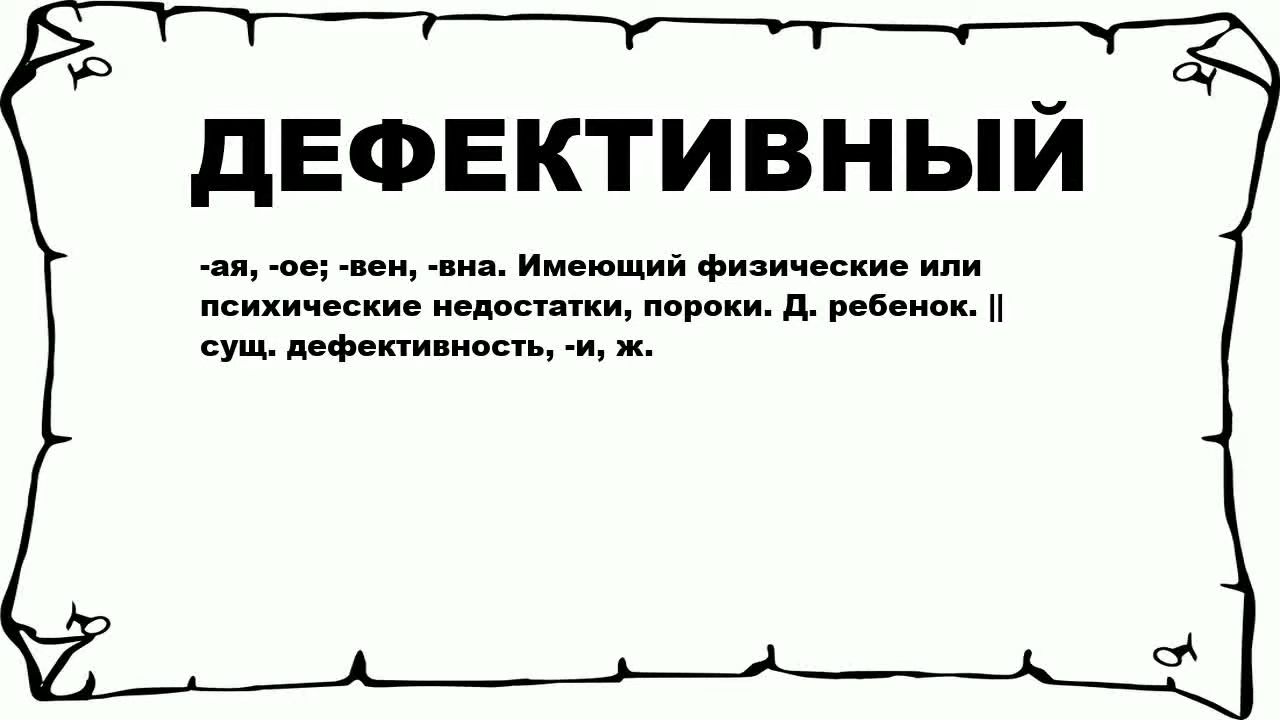 ДЕФЕКТИВНЫЙ
-ая, -ое; -вен, -вна. Имеющий физические или
психические недостатки, пороки. Д. ребенок. ||
сущ. дефективность, -и, ж.